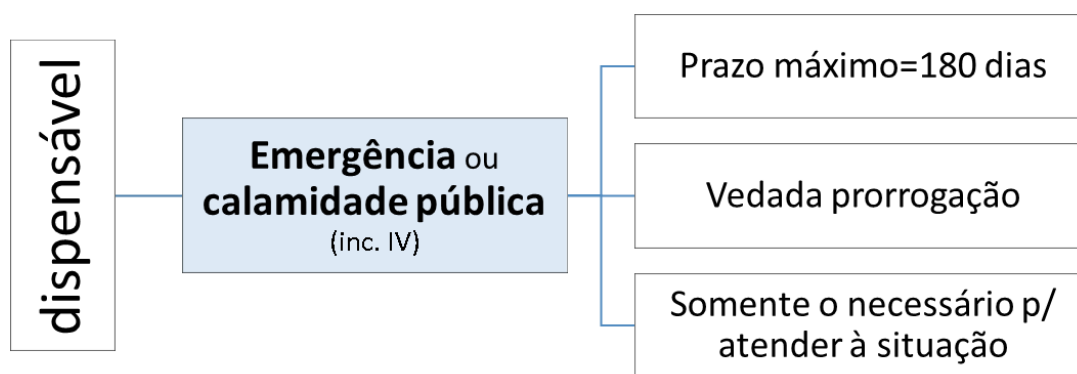 dispensável
Emergência ou
calamidade pública
(inc. IV)
Prazo máximo=180 dias
Vedada prorrogação
Somente o necessário p/
atender à situação